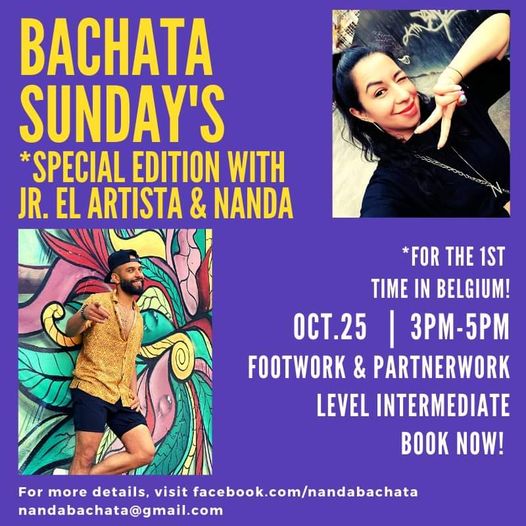 BACHATA
SUNDAY'S
*SPECIAL EDITION WITH
JR. EL ARTISTA & NANDA
*FOR THE 1ST
TIME IN BELGIUM!
OCT.25 | 3PM-5PM
FOOTWORK & PARTNERWORK
LEVEL INTERMEDIATE
BOOK NOW!
For more details, visit facebook.com/nandabachata
nandabachata@gmail.com